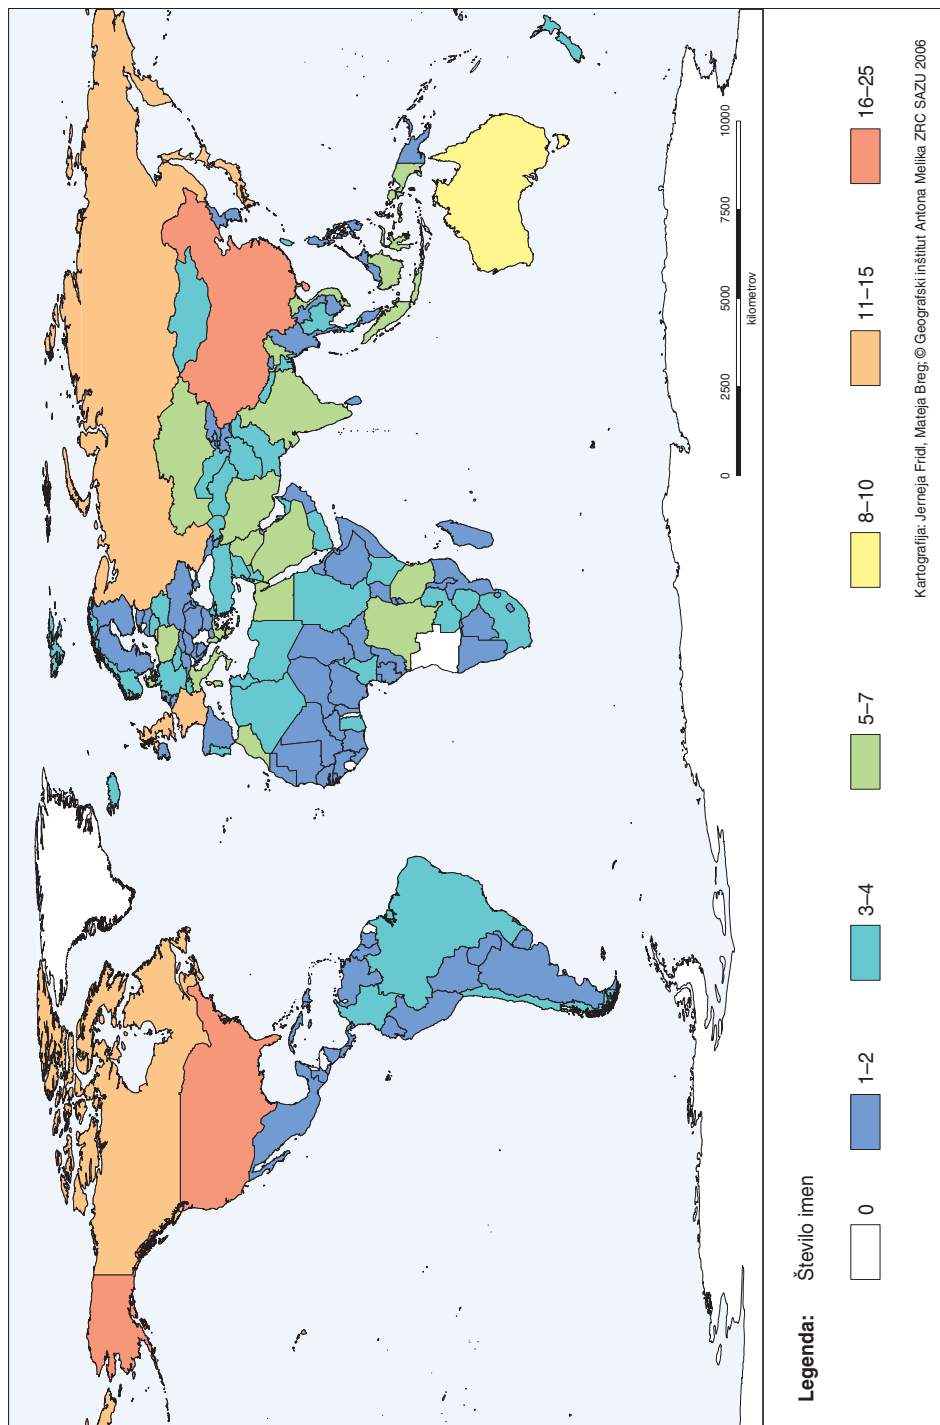 0 2500 5000 7500 10000
kilometrov
Legenda: Število imen
0 1–2 3–4 5–7 8–10 11–15 16–25
Kartografija: Jerneja Fridl, Mateja Breg; © Geografski inštitut Antona Melika ZRC SAZU 2006